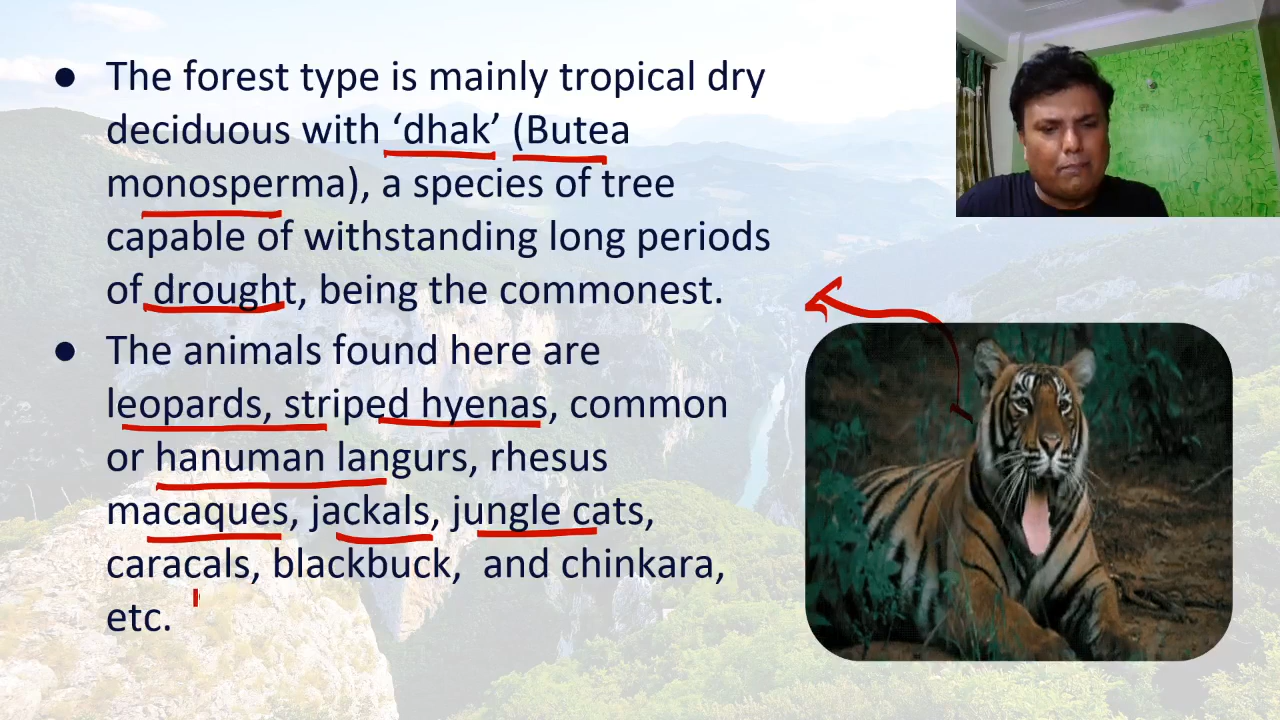 ● The forest type is mainly tropical dry
deciduous with ‘dhak’ (Butea
monosperma), a species of tree
capable of withstanding long periods
of drought, being the commonest.
● The animals found here are
leopards, striped hyenas, common
or hanuman langurs, rhesus
macaques, jackals, jungle cats,
caracals, blackbuck,  and chinkara,
etc.